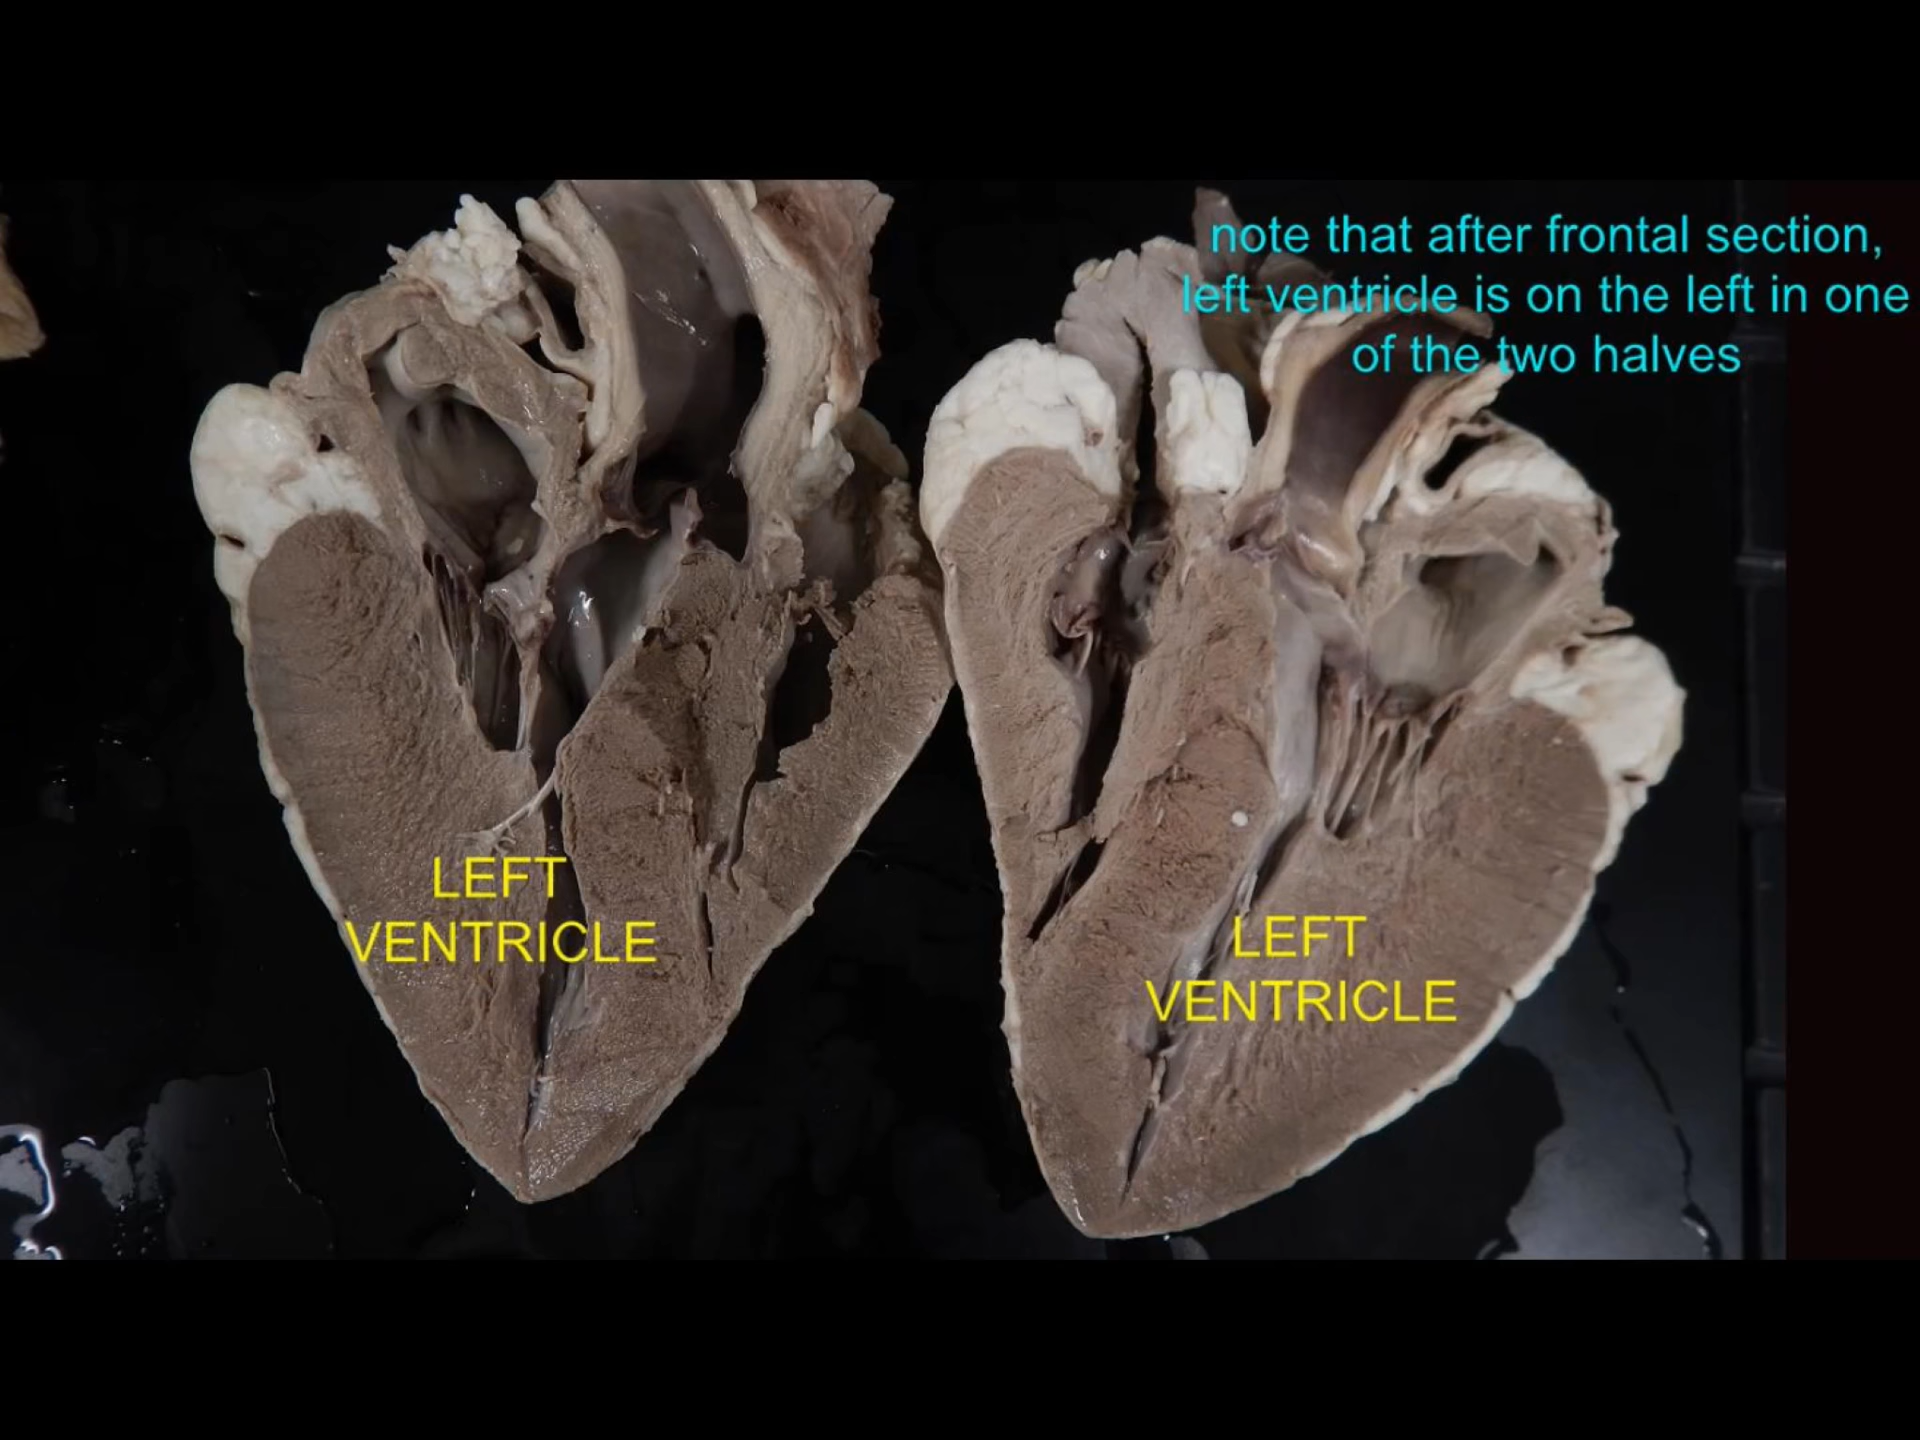 note that after frontal section,
left ventricle is on the left in one
of the two halves
LEFT
VENTRICLE
LEFT
VENTRICLE